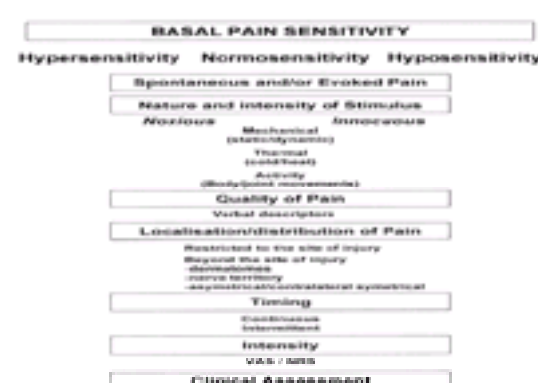 BASAL PAIN SENSITIVITY
Hypersensitivity Normosensitivity Hyposensitivity
Spontaneous and/or Evoked Pain
Nature and intensity of Stimulus
Noxious Innocuous
Mechanical
(static/dynamic)
Thermal
(cold/heat)
Activity
(Body/joint movements)
Quality of Pain
Verbal descriptors
Localisation/distribution of Pain
Restricted to the site of injury
Beyond the site of injury
-dermatomes
-nerve territory
-asymetrical/contralateral symetrical
Timing
Continuous
Intermittent
Intensity
VAS / NRS
Clinical Assessment